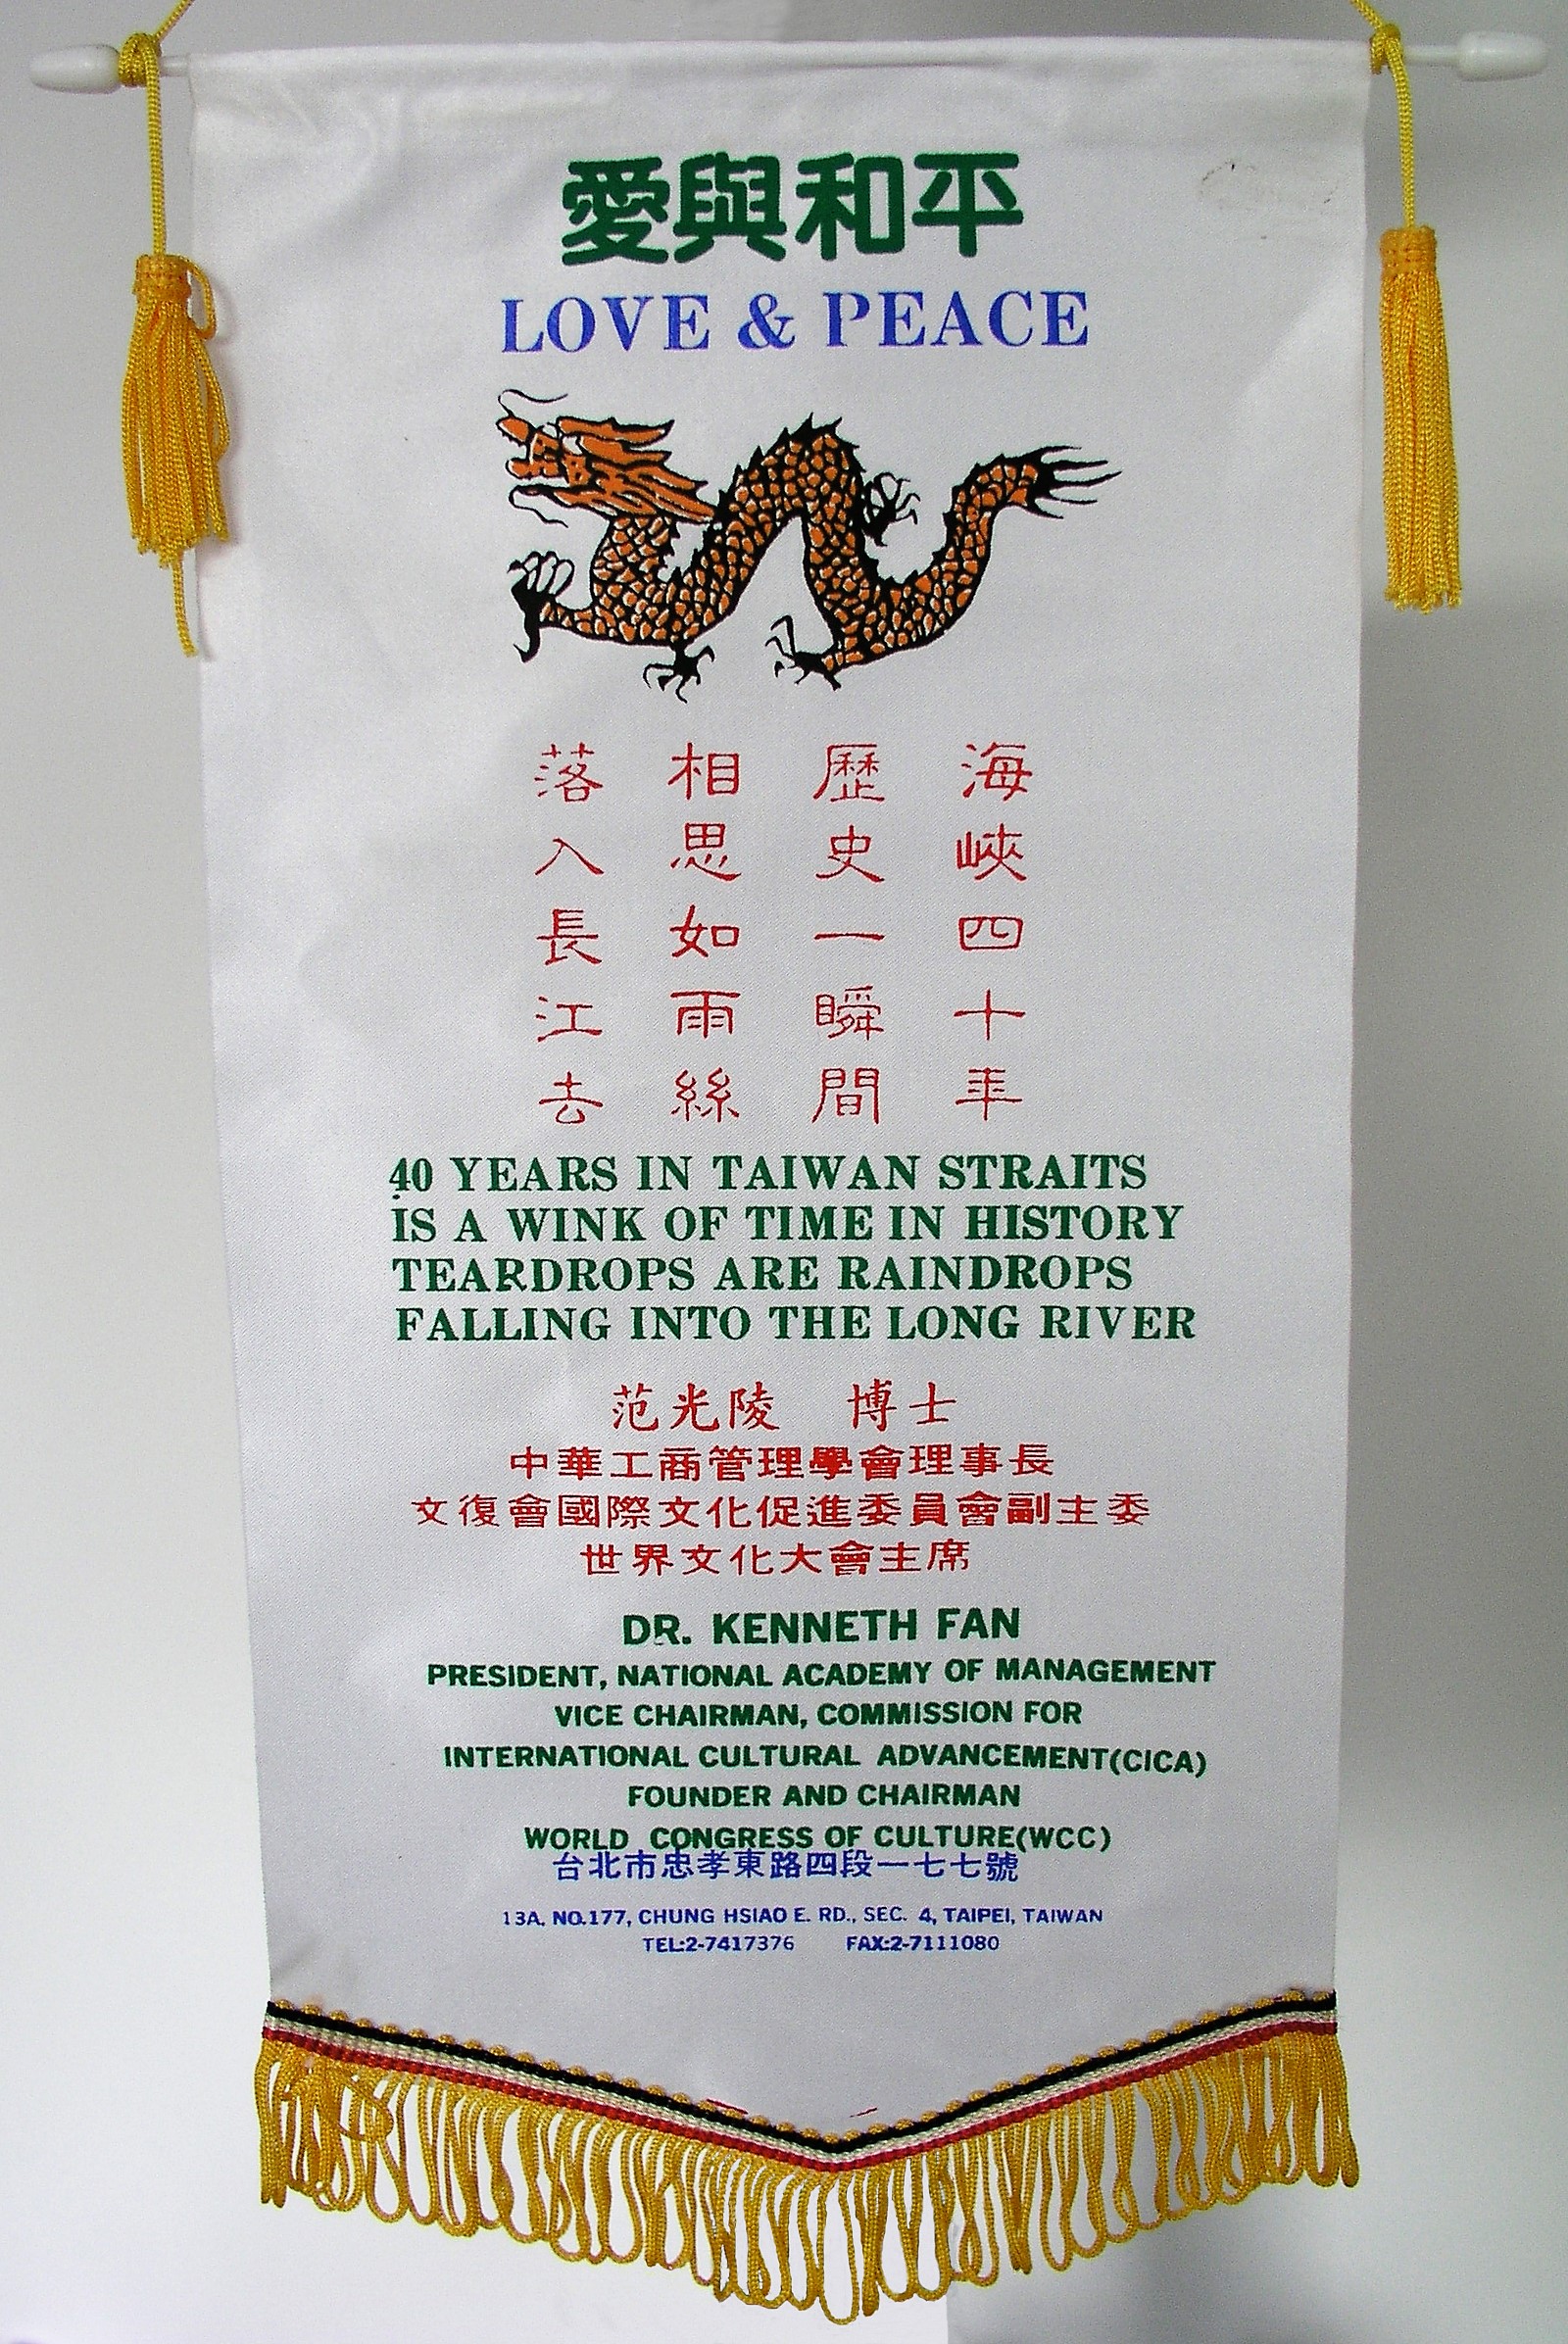 愛與和平
LOVE & PEACE
海峽四十年
歷史一瞬間
相思如雨絲
落入長江去
40 YEARS IN TAIWAN STRAITS
IS A WINK OF TIME IN HISTORY
TEARDROPS ARE RAINDROPS
FALLING INTO THE LONG RIVER
范光陵 博士
中華工商管理學會理事長
文復會國際文化促進委員會副主委
世界文化大會主席
DR. KENNETH FAN
PRESIDENT, NATIONAL ACADEMY OF MANAGEMENT
VICE CHAIRMAN, COMMISSION FOR
INTERNATIONAL CULTURAL ADVANCEMENT(CICA)
FOUNDER AND CHAIRMAN
WORLD CONGRESS OF CULTURE(WCC)
台北市忠孝東路四段一七七號
13A, NO.177, CHUNG HSIAO E. RD., SEC. 4, TAIPEI, TAIWAN
TEL:2-7417376 FAX:2-7111080